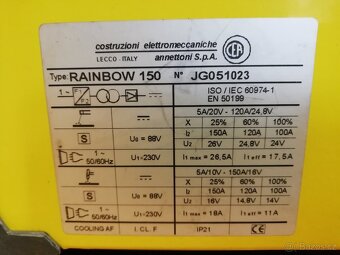 costruzioni elettromeccaniche
LECCO - ITALY annettoni S.p.A.
CEA
Type: RAINBOW 150 N° JG051023
1~ F1 F2
ISO / IEC 60974-1
EN 50199
5A/20V - 120A/24,8V
X 25% 60% 100%
S U0 = 88V I2 150A 120A 100A
U2 26V 24,8V 24V
1~ 50/60Hz U1=230V I1 max = 26,5A I1 eff = 17,5A
5A/10V - 150A/16V
X 25% 60% 100%
S U0 = 88V I2 150A 120A 100A
U2 16V 14,8V 14V
1~ 50/60Hz U1=230V I1 max = 18A I1 eff = 11A
COOLING AF I. CL. F IP21 CE